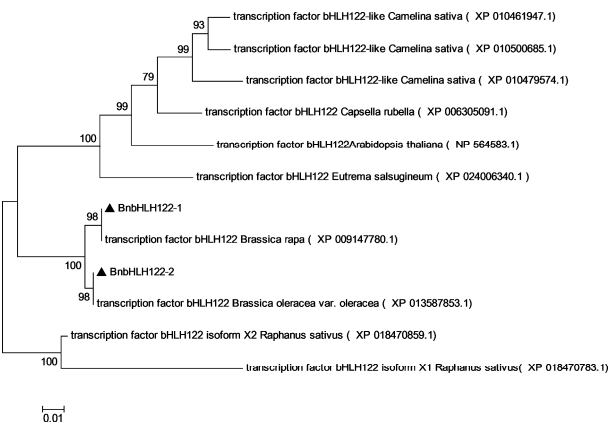 93
transcription factor bHLH122-like Camelina sativa ( XP 010461947.1)
transcription factor bHLH122-like Camelina sativa ( XP 010500685.1)
99
transcription factor bHLH122-like Camelina sativa ( XP 010479574.1)
79
transcription factor bHLH122 Capsella rubella ( XP 006305091.1)
99
transcription factor bHLH122Arabidopsis thaliana( NP 564583.1)
100
transcription factor bHLH122 Eutrema salsugineum ( XP 024006340.1 )
98
▲ BnbHLH122-1
transcription factor bHLH122 Brassica rapa ( XP 009147780.1)
100
▲ BnbHLH122-2
98
transcription factor bHLH122 Brassica oleracea var. oleracea ( XP 013587853.1)
transcription factor bHLH122 isoform X2 Raphanus sativus ( XP 018470859.1)
100
transcription factor bHLH122 isoform X1 Raphanus sativus( XP 018470783.1)
0.01